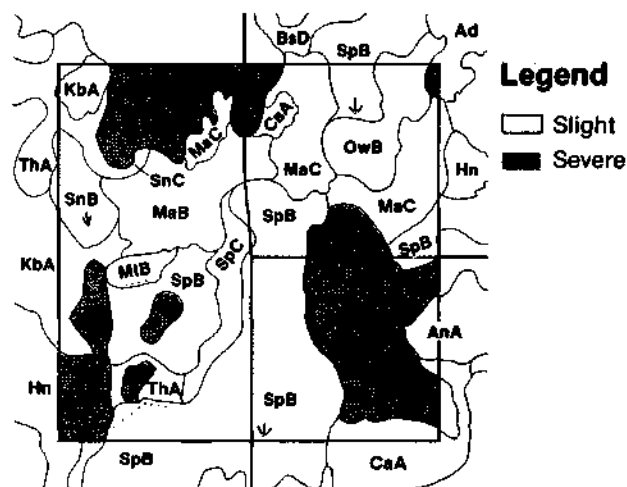 BsD
SpB
Ad
KbA
Legend
CaA
Slight
MaC
OwB
Severe
ThA
SnC
MaC
Hn
SnB
MaB
SpB
MaC
SpB
KbA
MtB
SpB
SpC
AnA
Hn
ThA
SpB
SpB
CaA